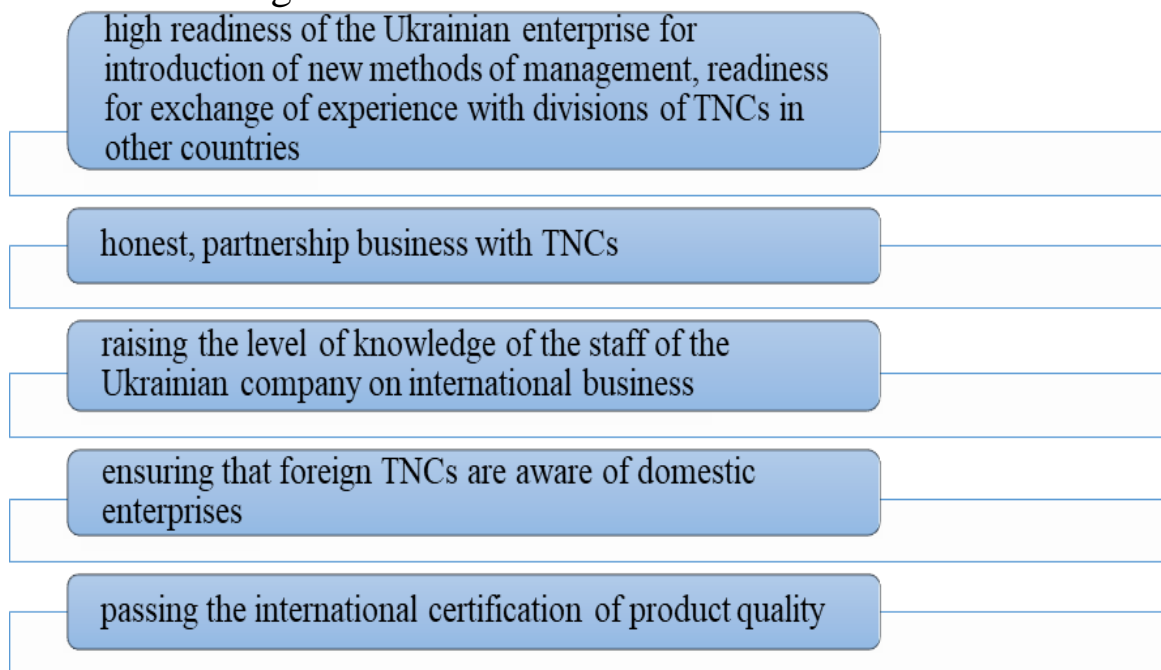 high readiness of the Ukrainian enterprise for
introduction of new methods of management, readiness
for exchange of experience with divisions of TNCs in
other countries
honest, partnership business with TNCs
raising the level of knowledge of the staff of the
Ukrainian company on international business
ensuring that foreign TNCs are aware of domestic
enterprises
passing the international certification of product quality